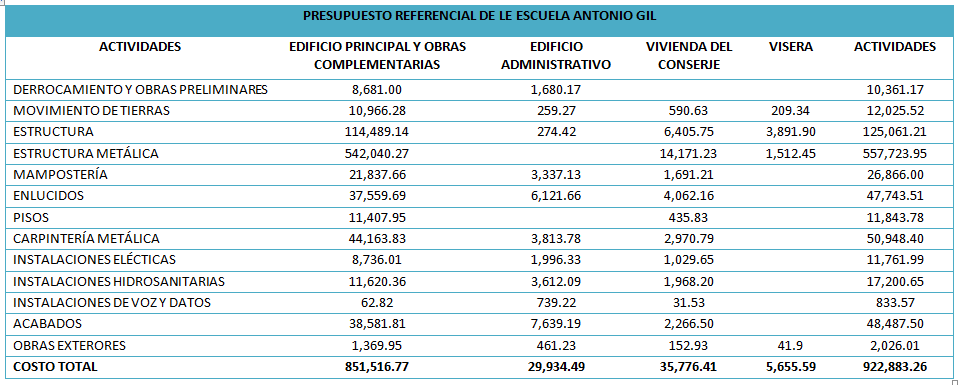 PRESUPUESTO REFERENCIAL DE LE ESCUELA ANTONIO GIL
ACTIVIDADES EDIFICIO PRINCIPAL Y OBRAS COMPLEMENTARIAS EDIFICIO ADMINISTRATIVO VIVIENDA DEL CONSERJE VISERA ACTIVIDADES
DERROCAMIENTO Y OBRAS PRELIMINARES 8,681.00 1,680.17 10,361.17
MOVIMIENTO DE TIERRAS 10,966.28 259.27 590.63 209.34 12,025.52
ESTRUCTURA 114,489.14 274.42 6,405.75 3,891.90 125,061.21
ESTRUCTURA METÁLICA 542,040.27 14,171.23 1,512.45 557,723.95
MAMPOSTERÍA 21,837.66 3,337.13 1,691.21 26,866.00
ENLUCIDOS 37,559.69 6,121.66 4,062.16 47,743.51
PISOS 11,407.95 435.83 11,843.78
CARPINTERÍA METÁLICA 44,163.83 3,813.78 2,970.79 50,948.40
INSTALACIONES ELÉCTICAS 8,736.01 1,996.33 1,029.65 11,761.99
INSTALACIONES HIDROSANITARIAS 11,620.36 3,612.09 1,968.20 17,200.65
INSTALACIONES DE VOZ Y DATOS 62.82 739.22 31.53 833.57
ACABADOS 38,581.81 7,639.19 2,266.50 48,487.50
OBRAS EXTERIORES 1,369.95 461.23 152.93 41.9 2,026.01
COSTO TOTAL 851,516.77 29,934.49 35,776.41 5,655.59 922,883.26